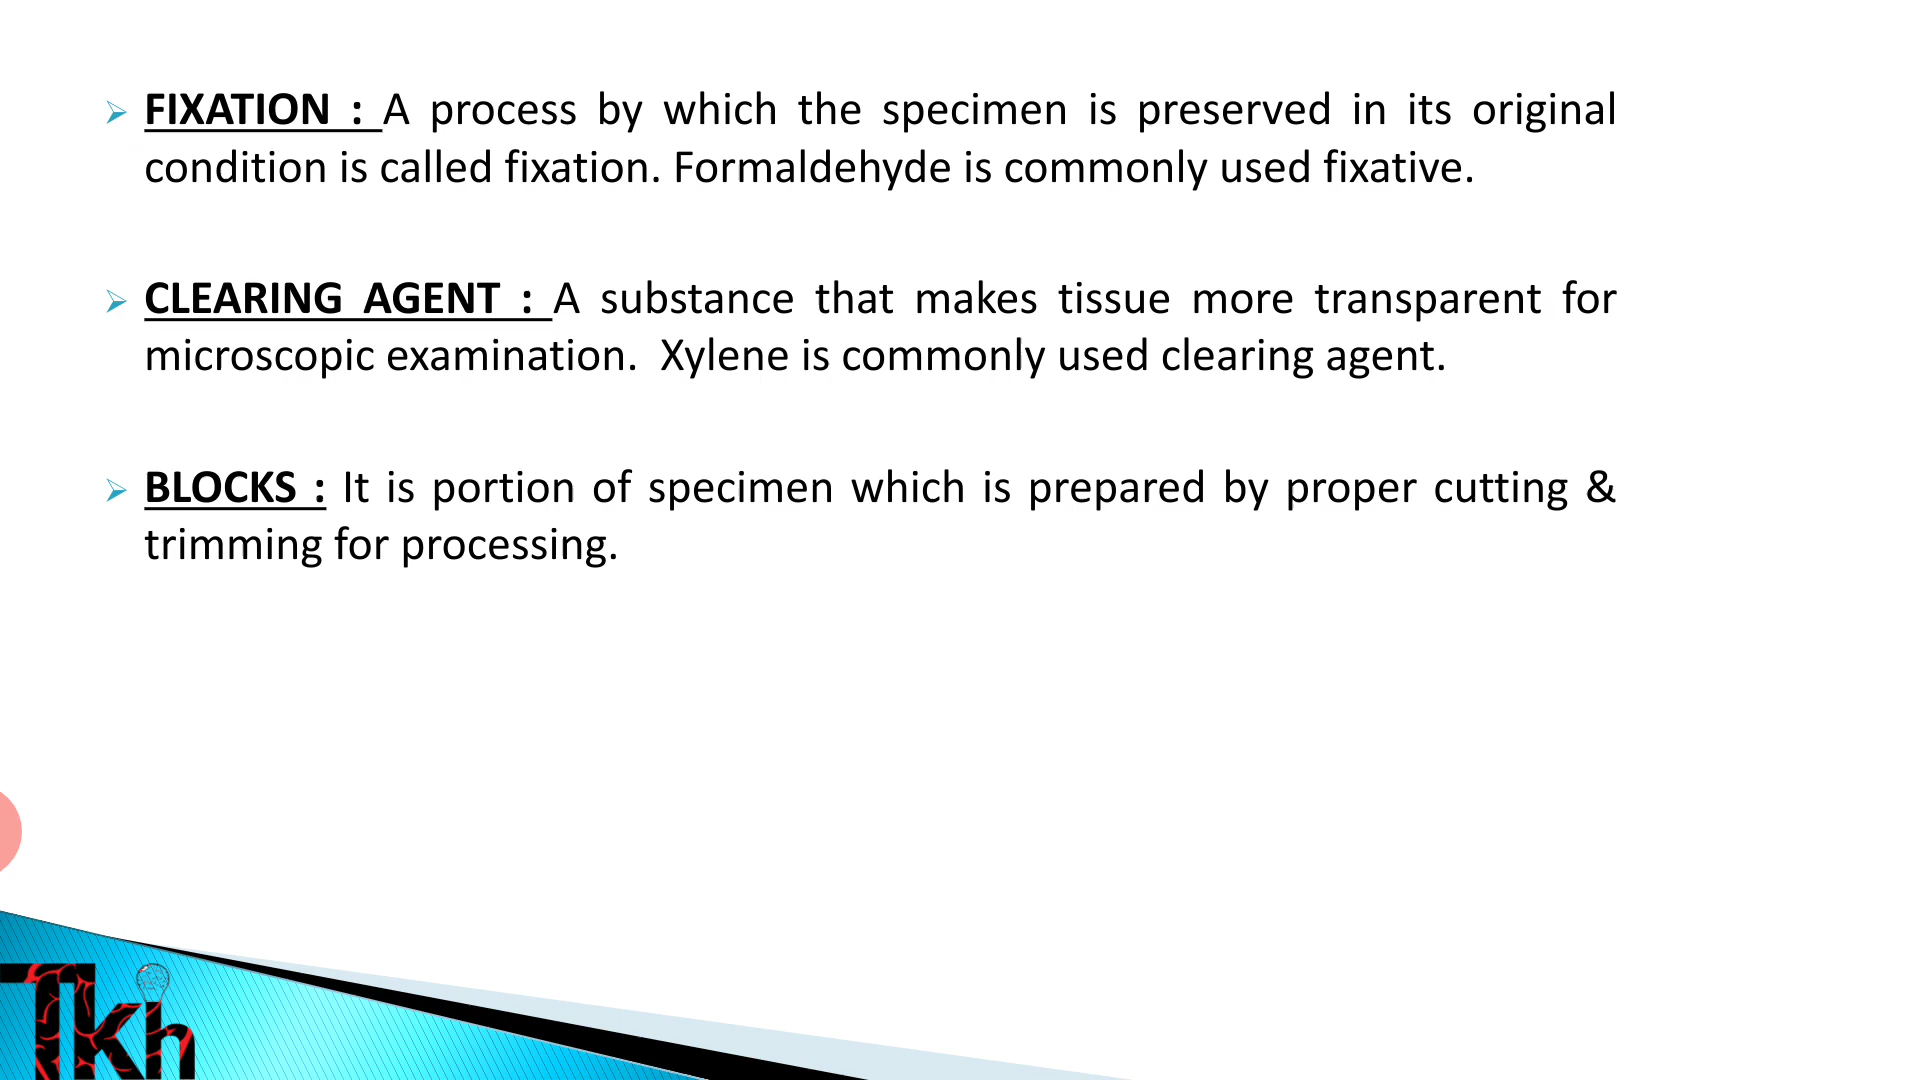 FIXATION : A process by which the specimen is preserved in its original
condition is called fixation. Formaldehyde is commonly used fixative.
CLEARING AGENT : A substance that makes tissue more transparent for
microscopic examination.  Xylene is commonly used clearing agent.
BLOCKS : It is portion of specimen which is prepared by proper cutting &
trimming for processing.
Tkh